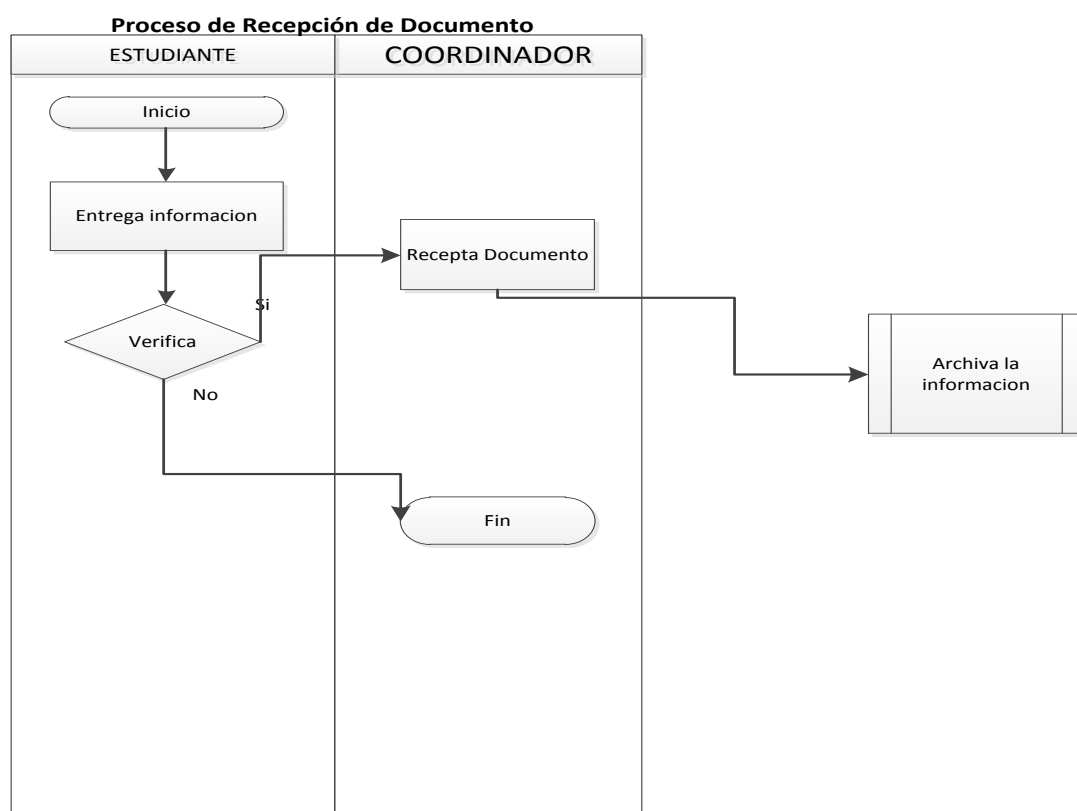 Proceso de Recepción de Documento
ESTUDIANTE
COORDINADOR
Inicio
Entrega informacion
Recepta Documento
Si
Verifica
No
Archiva la
informacion
Fin